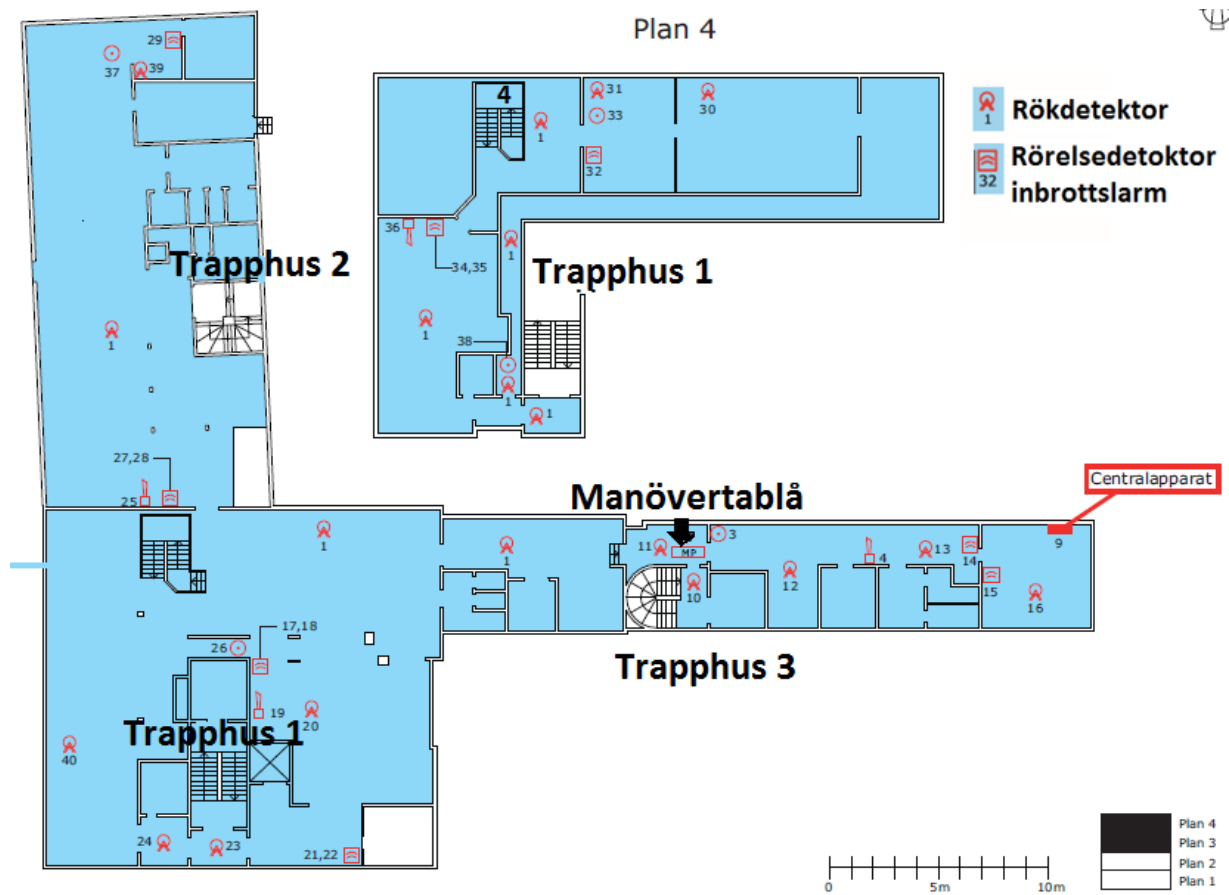 Plan 4
29
37
39
4
31
33
30
1
32
1
Rökdetektor
Rörelsedetoktor
32
inbrottslarm
36
1
34,35
Trapphus 2
Trapphus 1
1
1
38
1
1
27,28
25
Centralapparat
Manövertablå
1
1
11
MP
3
4
13
14
9
10
12
15
16
17,18
26
Trapphus 3
19
20
Trapphus 1
40
24
23
21,22
Plan 4
Plan 3
Plan 2
Plan 1
0
5m
10m